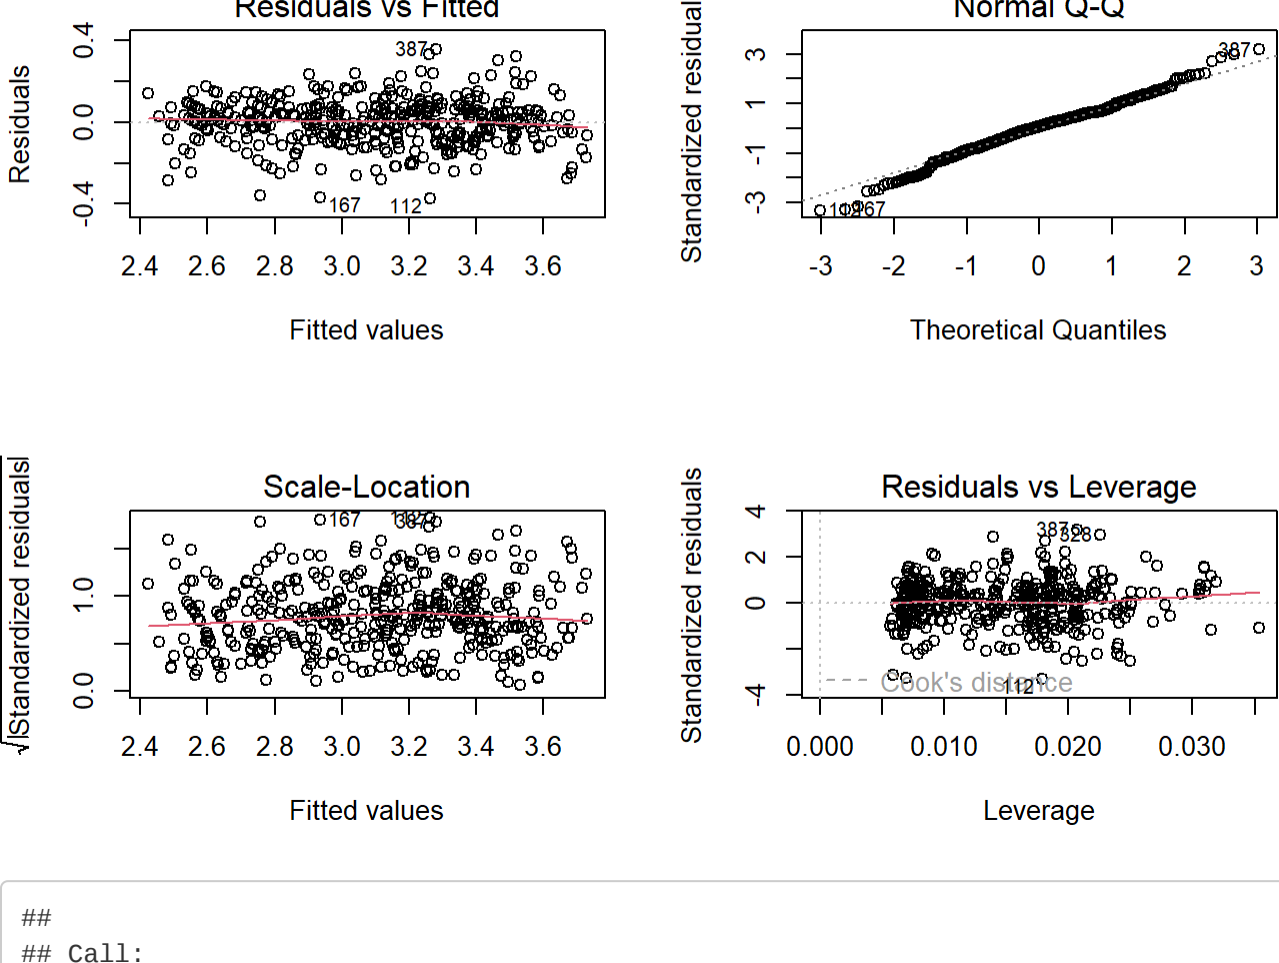 Residuals vs Fitted
Residuals
0.4
0.0
-0.4
387
167
112
2.4 2.6 2.8 3.0 3.2 3.4 3.6
Fitted values
Normal Q-Q
Standardized residuals
3
1
-1
-3
387
167
-3 -2 -1 0 1 2 3
Theoretical Quantiles
Scale-Location
√|Standardized residuals|
1.0
0.0
167
387
2.4 2.6 2.8 3.0 3.2 3.4 3.6
Fitted values
Residuals vs Leverage
Standardized residuals
4
2
0
-4
387
328
112
Cook's distance
0.000 0.010 0.020 0.030
Leverage
##
## Call: